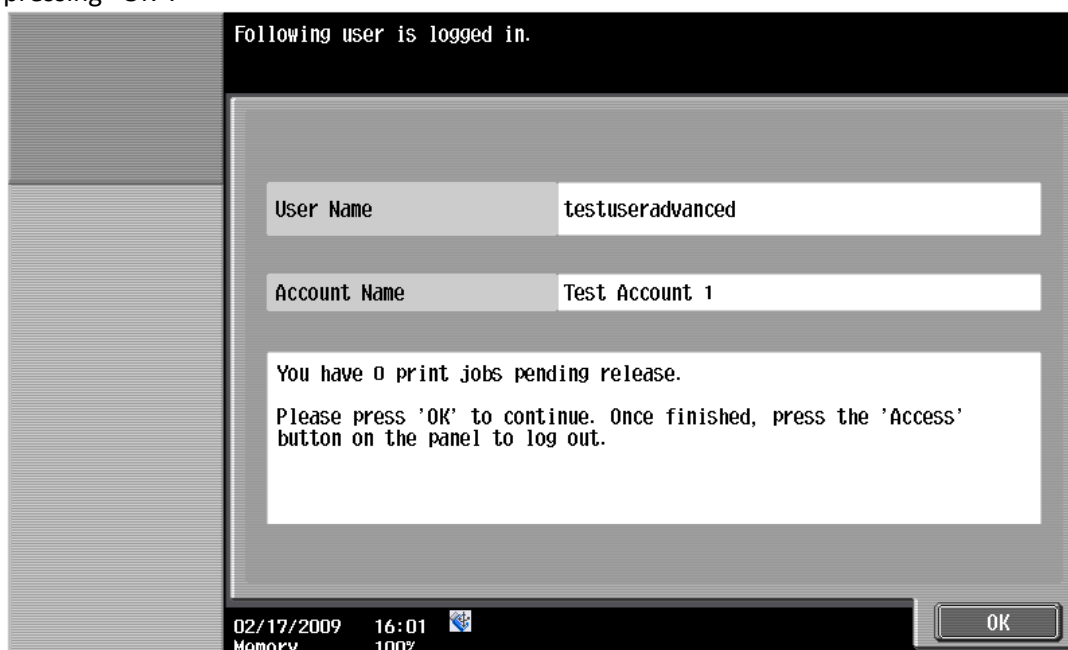 pressing "OK".
Following user is logged in.
User Name testuseradvanced
Account Name Test Account 1
You have 0 print jobs pending release.
Please press 'OK' to continue. Once finished, press the 'Access'
button on the panel to log out.
02/17/2009 16:01
Memory 100%
OK